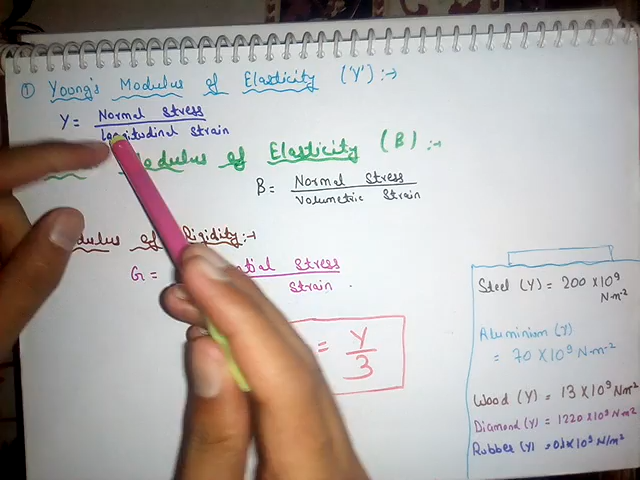 ① Young's Modulus of Elasticity ('Y') :→
Y = Normal Stress / Longitudinal Strain
Modulus of Elasticity (B) :→
B = Normal Stress / Volumetric Strain
Modulus of Rigidity :→
G = Stress / Strain .
= Y / 3
Steel (Y) = 200 × 10⁹
N-m⁻²
Aluminium (Y)
= 70 × 10⁹ N-m⁻²
Wood (Y) = 13 × 10⁹ Nm⁻²
Diamond (Y) = 1220 × 10⁹ N/m²
Rubber (Y) =